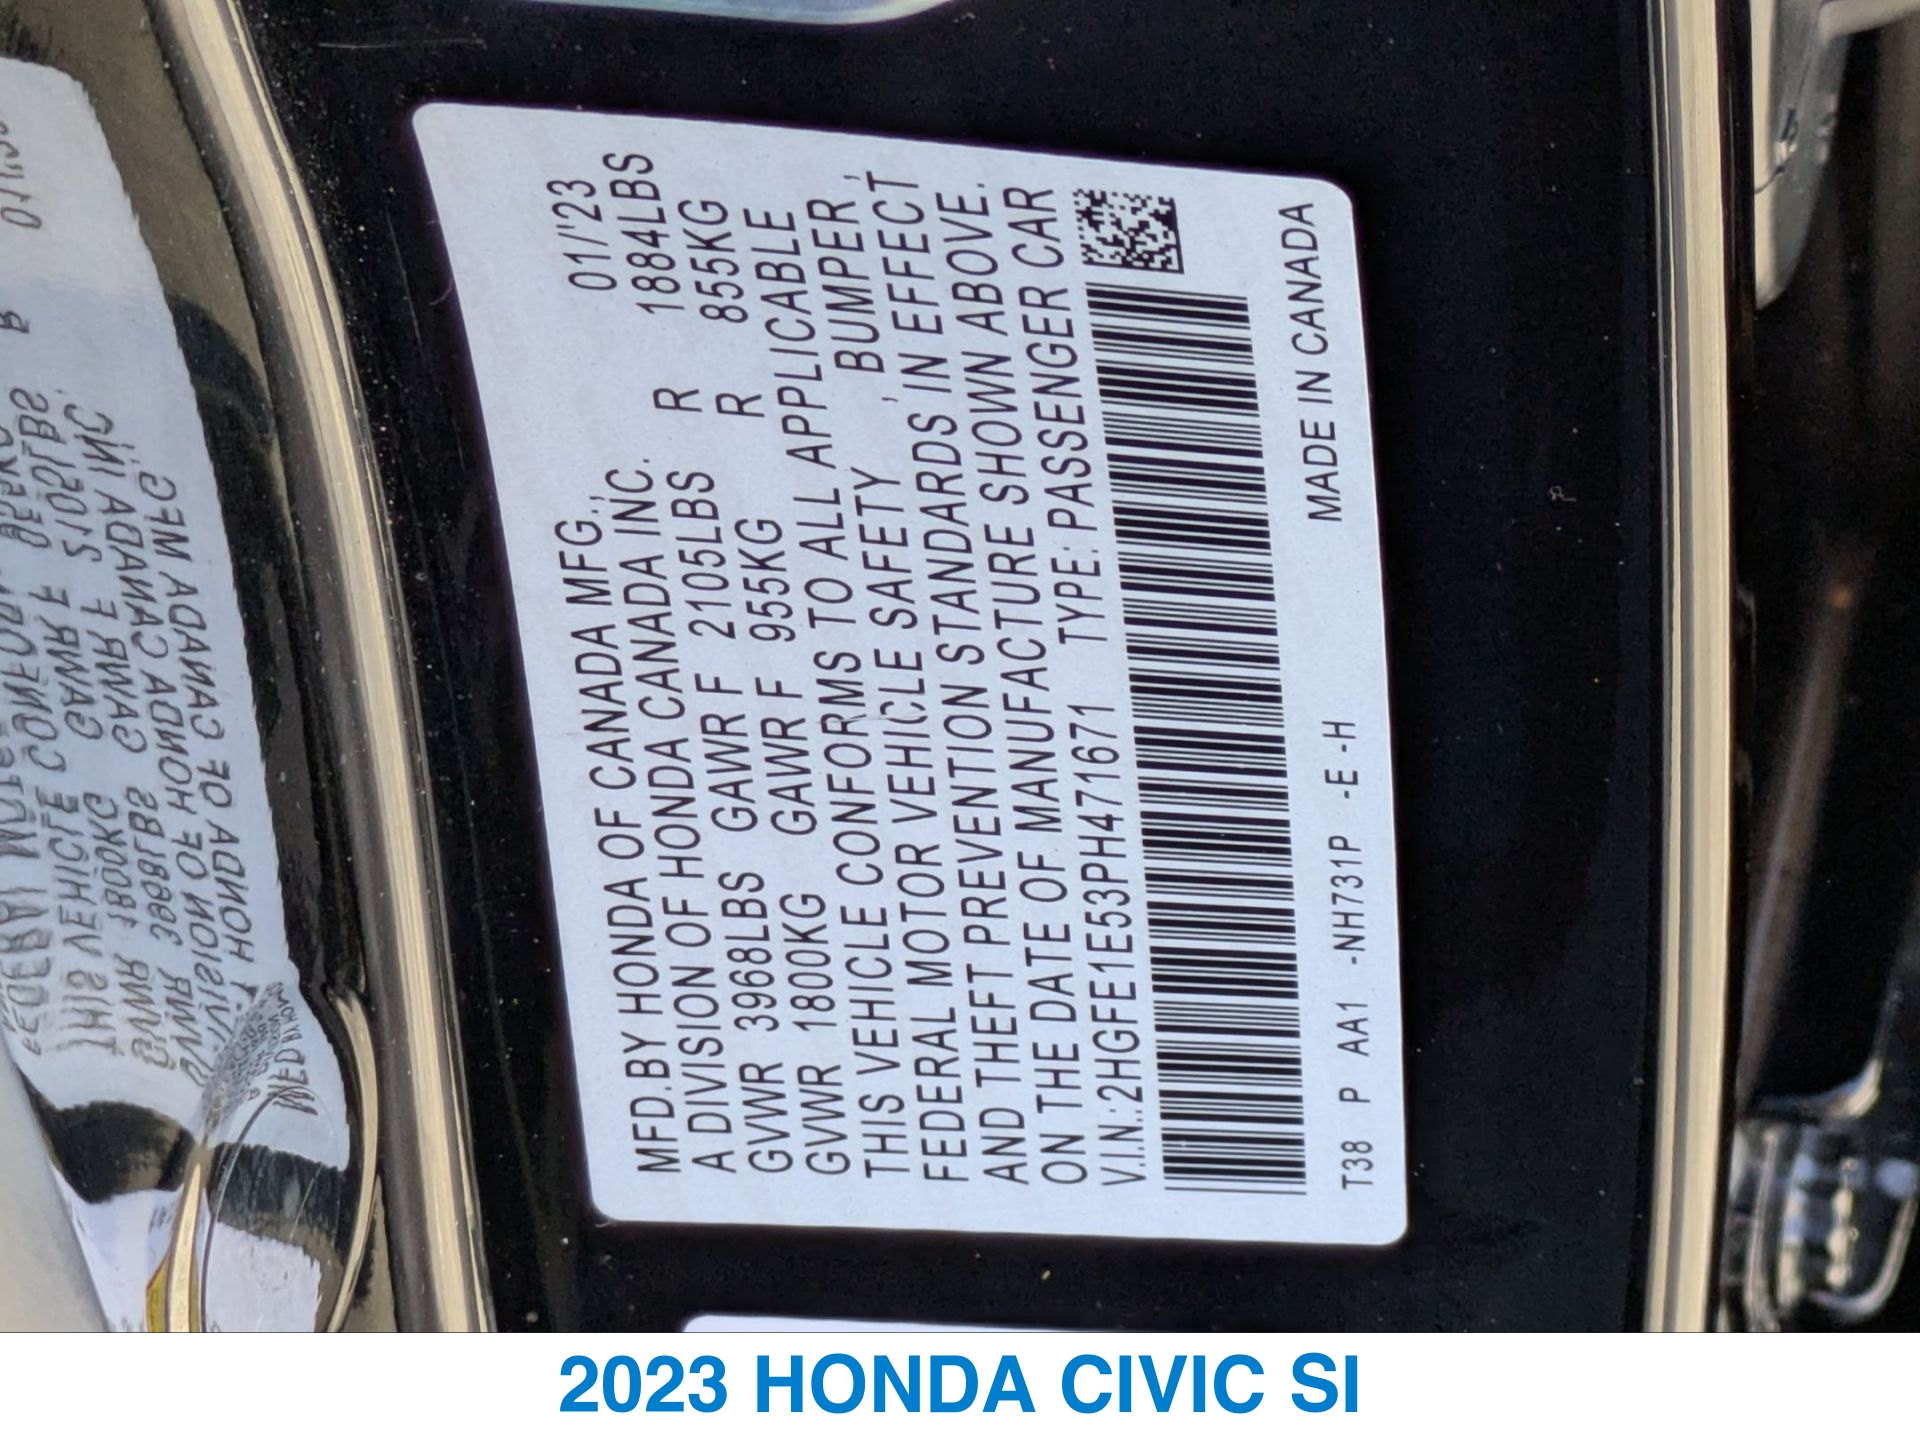 MFD.BY HONDA OF CANADA MFG., 01/'23
A DIVISION OF HONDA CANADA INC.
GVWR 3968LBS GAWR F 2105LBS R 1884LBS
GVWR 1800KG GAWR F 955KG R 855KG
THIS VEHICLE CONFORMS TO ALL APPLICABLE
FEDERAL MOTOR VEHICLE SAFETY , BUMPER ,
AND THEFT PREVENTION STANDARDS IN EFFECT
ON THE DATE OF MANUFACTURE SHOWN ABOVE.
V.I.N.:2HGFE1E53PH471671 TYPE: PASSENGER CAR
T38 P AA1 -NH731P -E -H MADE IN CANADA
2023 HONDA CIVIC SI